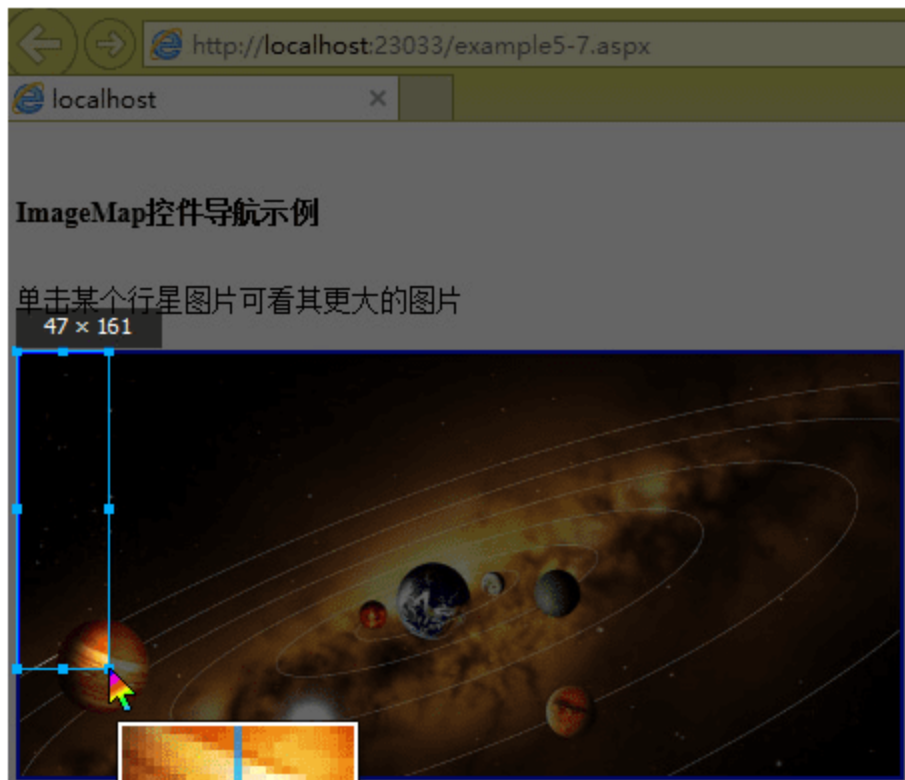 http://localhost:23033/example5-7.aspx
localhost
ImageMap控件导航示例
单击某个行星图片可看其更大的图片
47 × 161